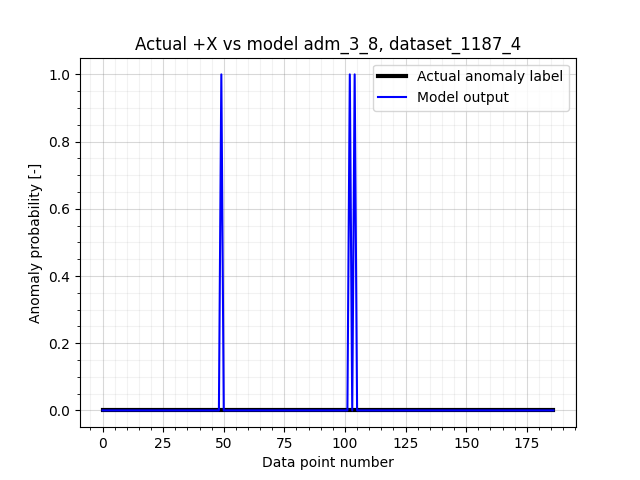 Actual +X vs model adm_3_8, dataset_1187_4
Actual anomaly label
Model output
Anomaly probability [-]
1.0
0.8
0.6
0.4
0.2
0.0
0 25 50 75 100 125 150 175
Data point number